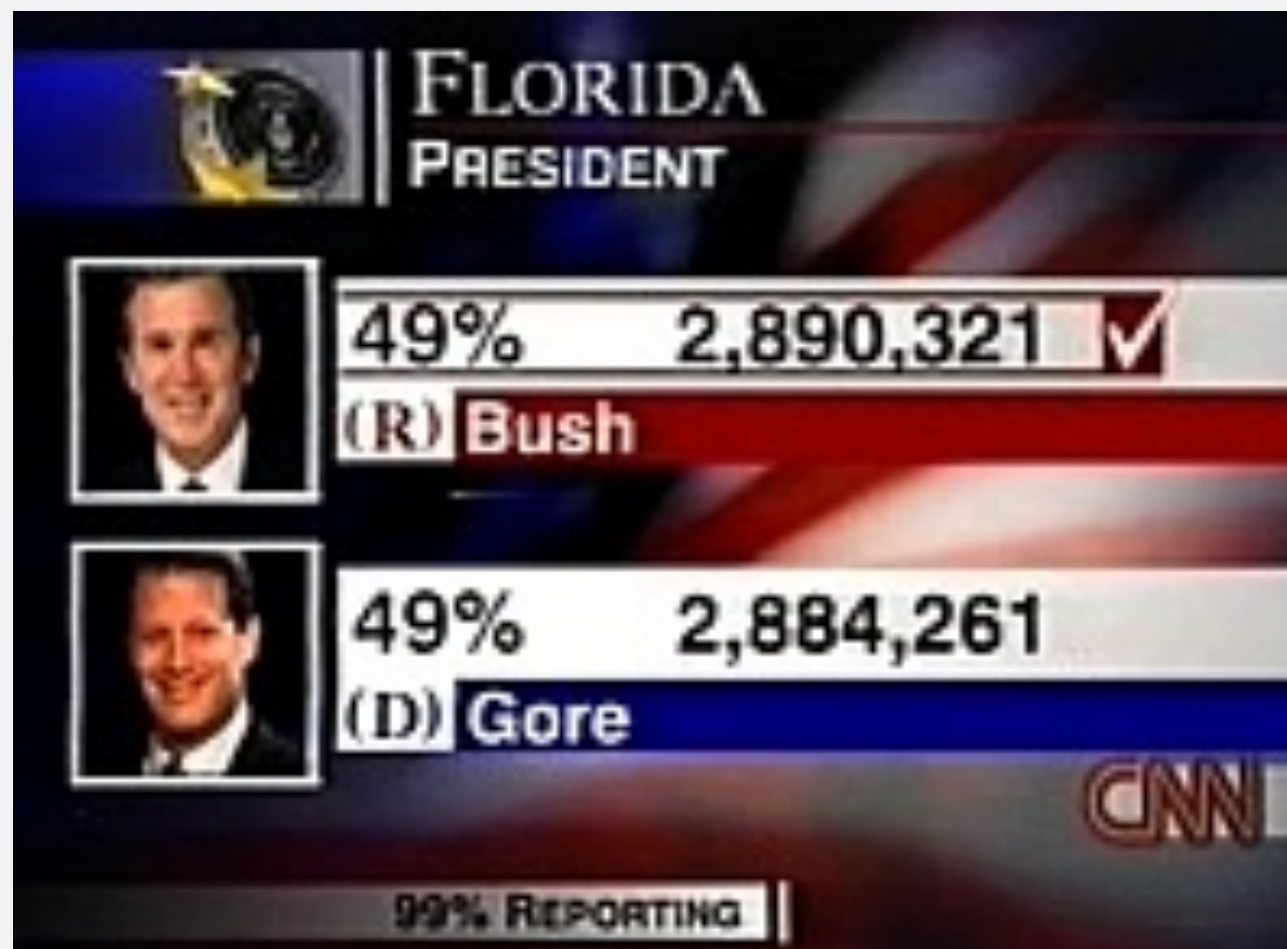 FLORIDA
PRESIDENT
49% 2,890,321
(R) Bush
49% 2,884,261
(D) Gore
CNN
99% REPORTING